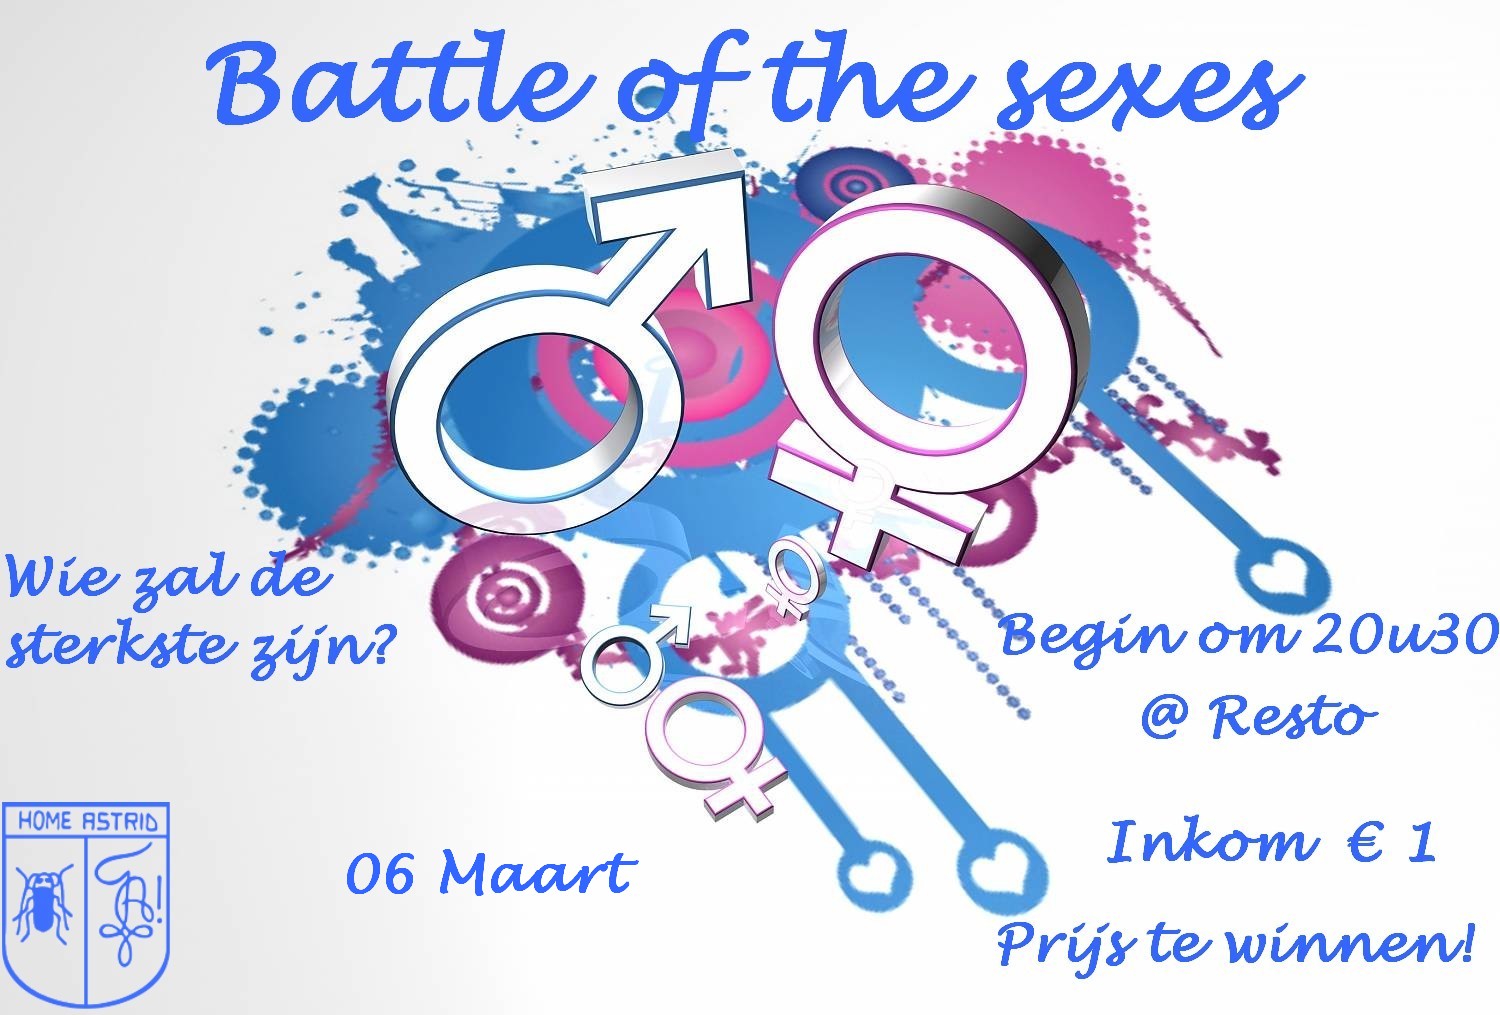 Battle of the sexes
Wie zal de
sterkste zijn?
Begin om 20u30
@ Resto
Inkom € 1
Prijs te winnen!
06 Maart
HOME ASTRID